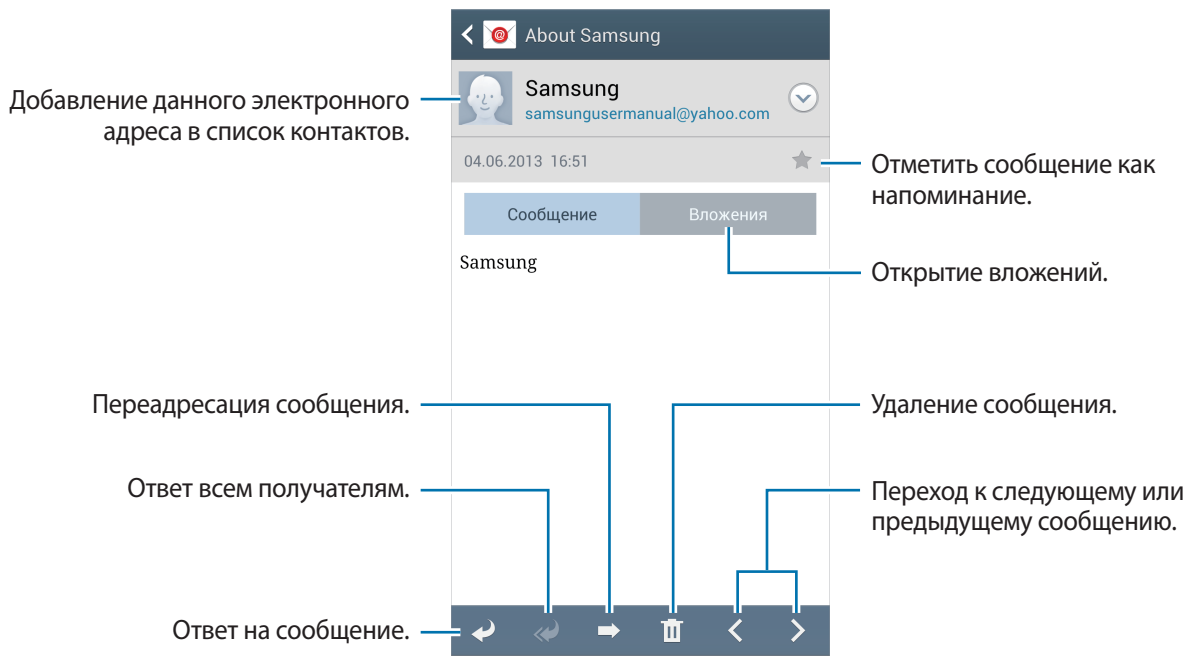 About Samsung
Samsung
samsungusermanual@yahoo.com
Добавление данного электронного
адреса в список контактов.
04.06.2013 16:51
Отметить сообщение как
напоминание.
Сообщение
Вложения
Samsung
Открытие вложений.
Переадресация сообщения.
Удаление сообщения.
Ответ всем получателям.
Переход к следующему или
предыдущему сообщению.
Ответ на сообщение.